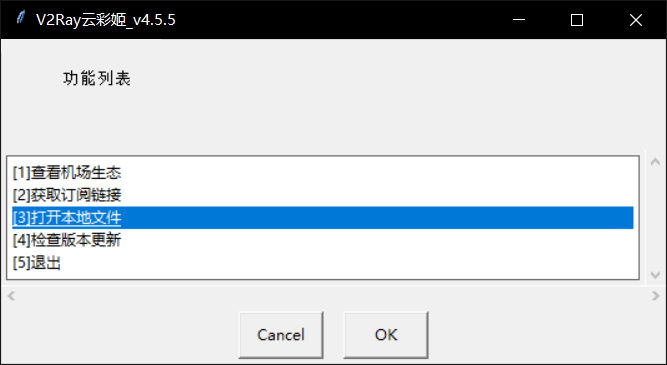 V2Ray云彩姬_v4.5.5
功能列表
[1]查看机场生态
[2]获取订阅链接
[3]打开本地文件
[4]检查版本更新
[5]退出
Cancel OK